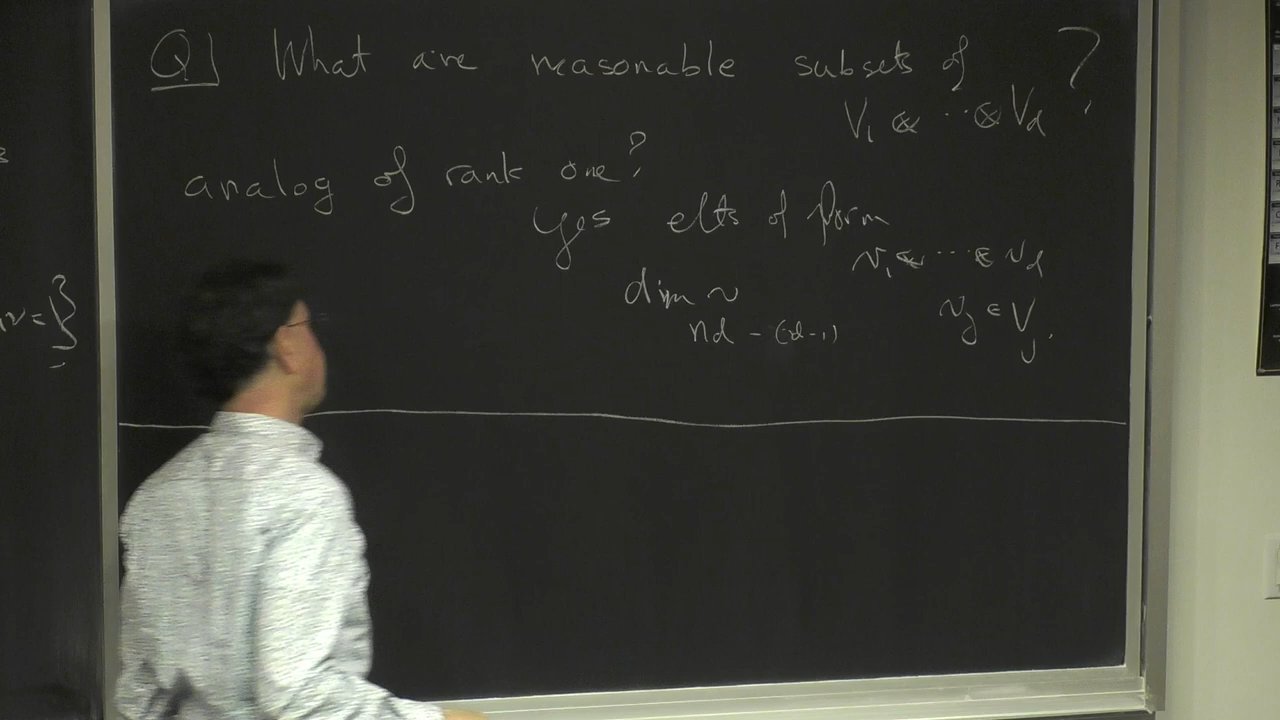 Q1 What are reasonable subsets of ?
V₁ ⊗ ⋯ ⊗ V_d
analog of rank one?
yes elts of form
v₁ ⊗ ⋯ ⊗ v_d
dim ~
nd - (d-1)
v_j ∈ V_j.